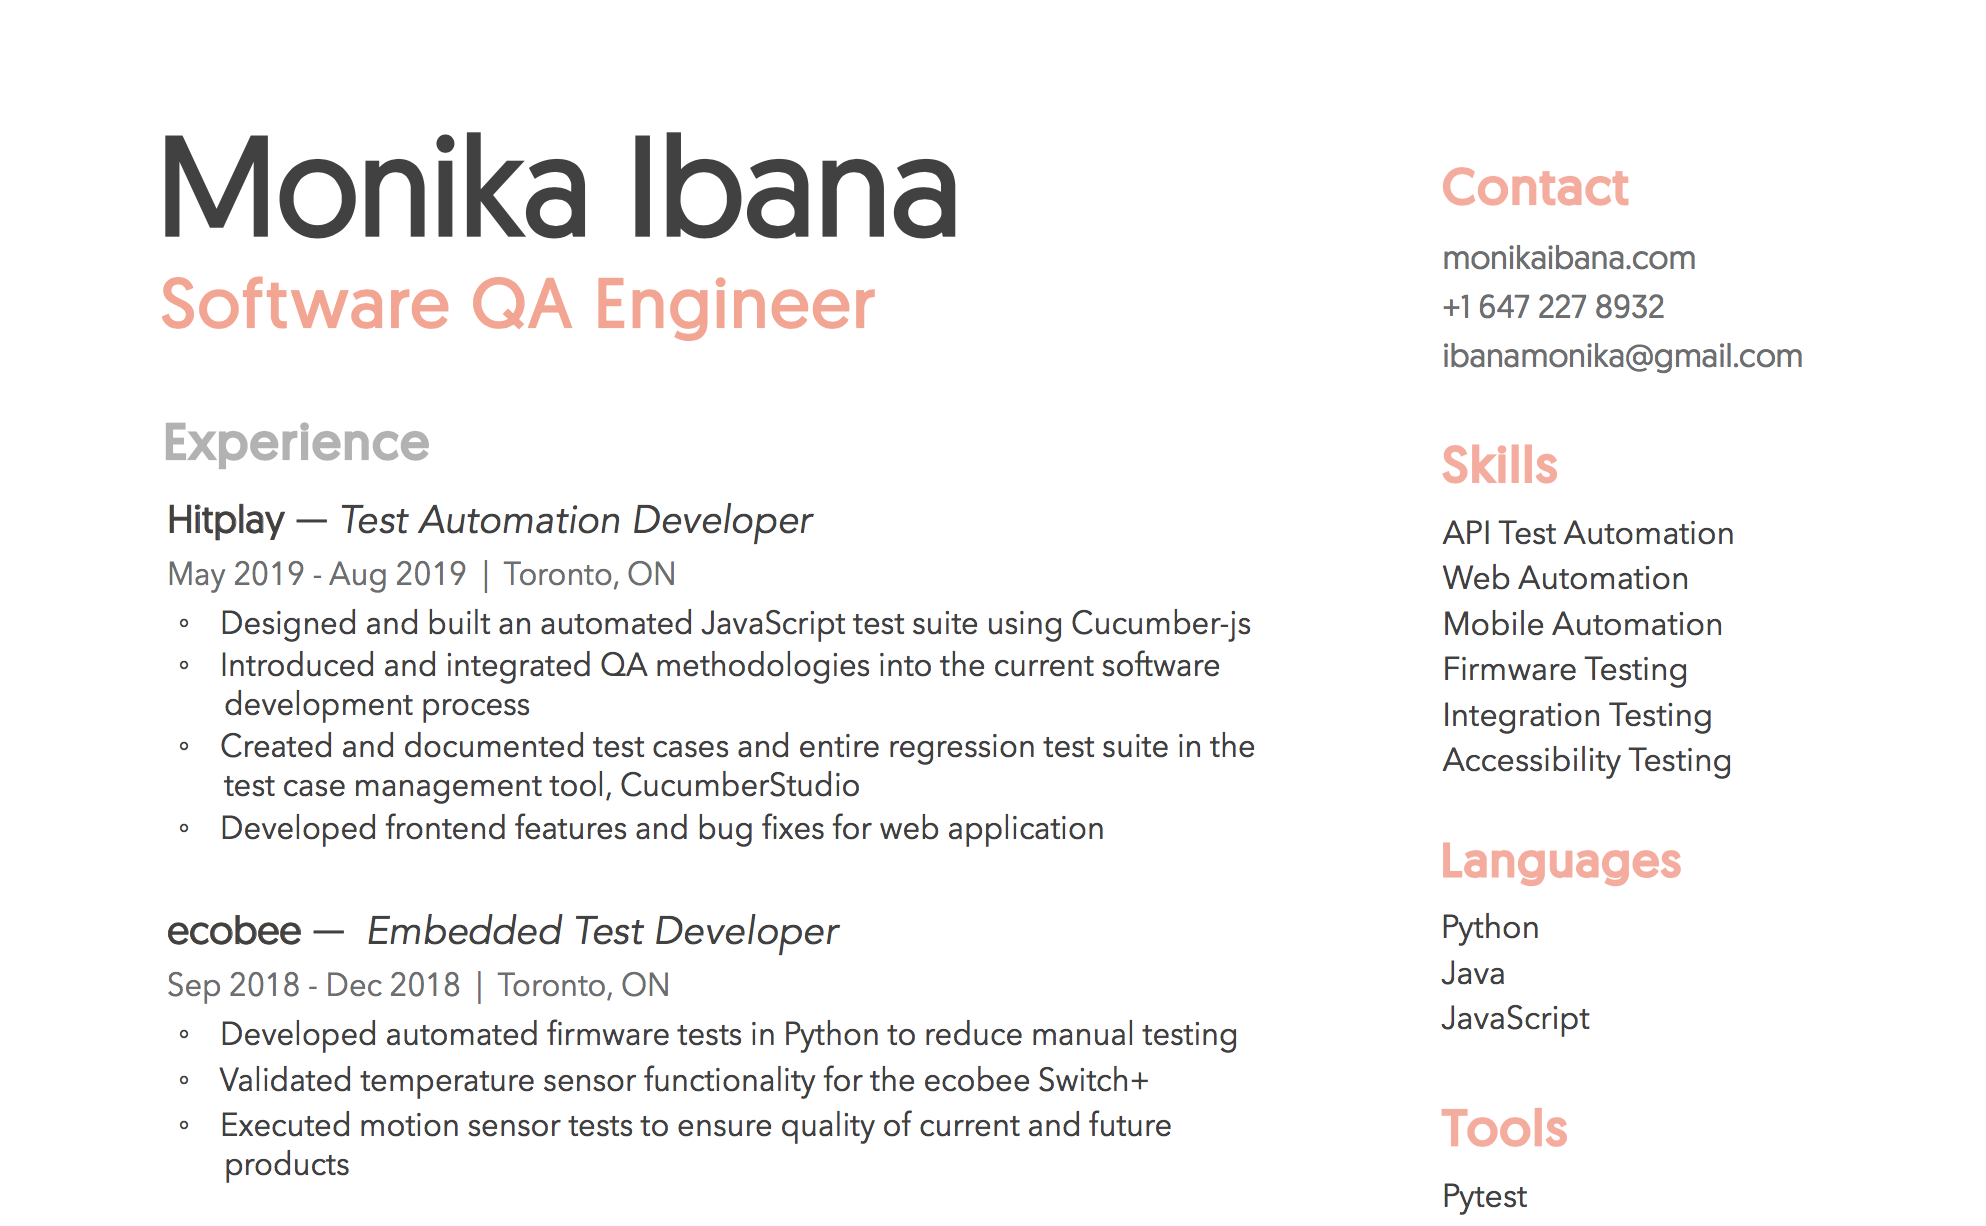 Monika Ibana
Software QA Engineer
Experience
Hitplay — Test Automation Developer
May 2019 - Aug 2019 | Toronto, ON
◦ Designed and built an automated JavaScript test suite using Cucumber-js
◦ Introduced and integrated QA methodologies into the current software
development process
◦ Created and documented test cases and entire regression test suite in the
test case management tool, CucumberStudio
◦ Developed frontend features and bug fixes for web application
ecobee — Embedded Test Developer
Sep 2018 - Dec 2018 | Toronto, ON
◦ Developed automated firmware tests in Python to reduce manual testing
◦ Validated temperature sensor functionality for the ecobee Switch+
◦ Executed motion sensor tests to ensure quality of current and future
products
Contact
monikaibana.com
+1 647 227 8932
ibanamonika@gmail.com
Skills
API Test Automation
Web Automation
Mobile Automation
Firmware Testing
Integration Testing
Accessibility Testing
Languages
Python
Java
JavaScript
Tools
Pytest